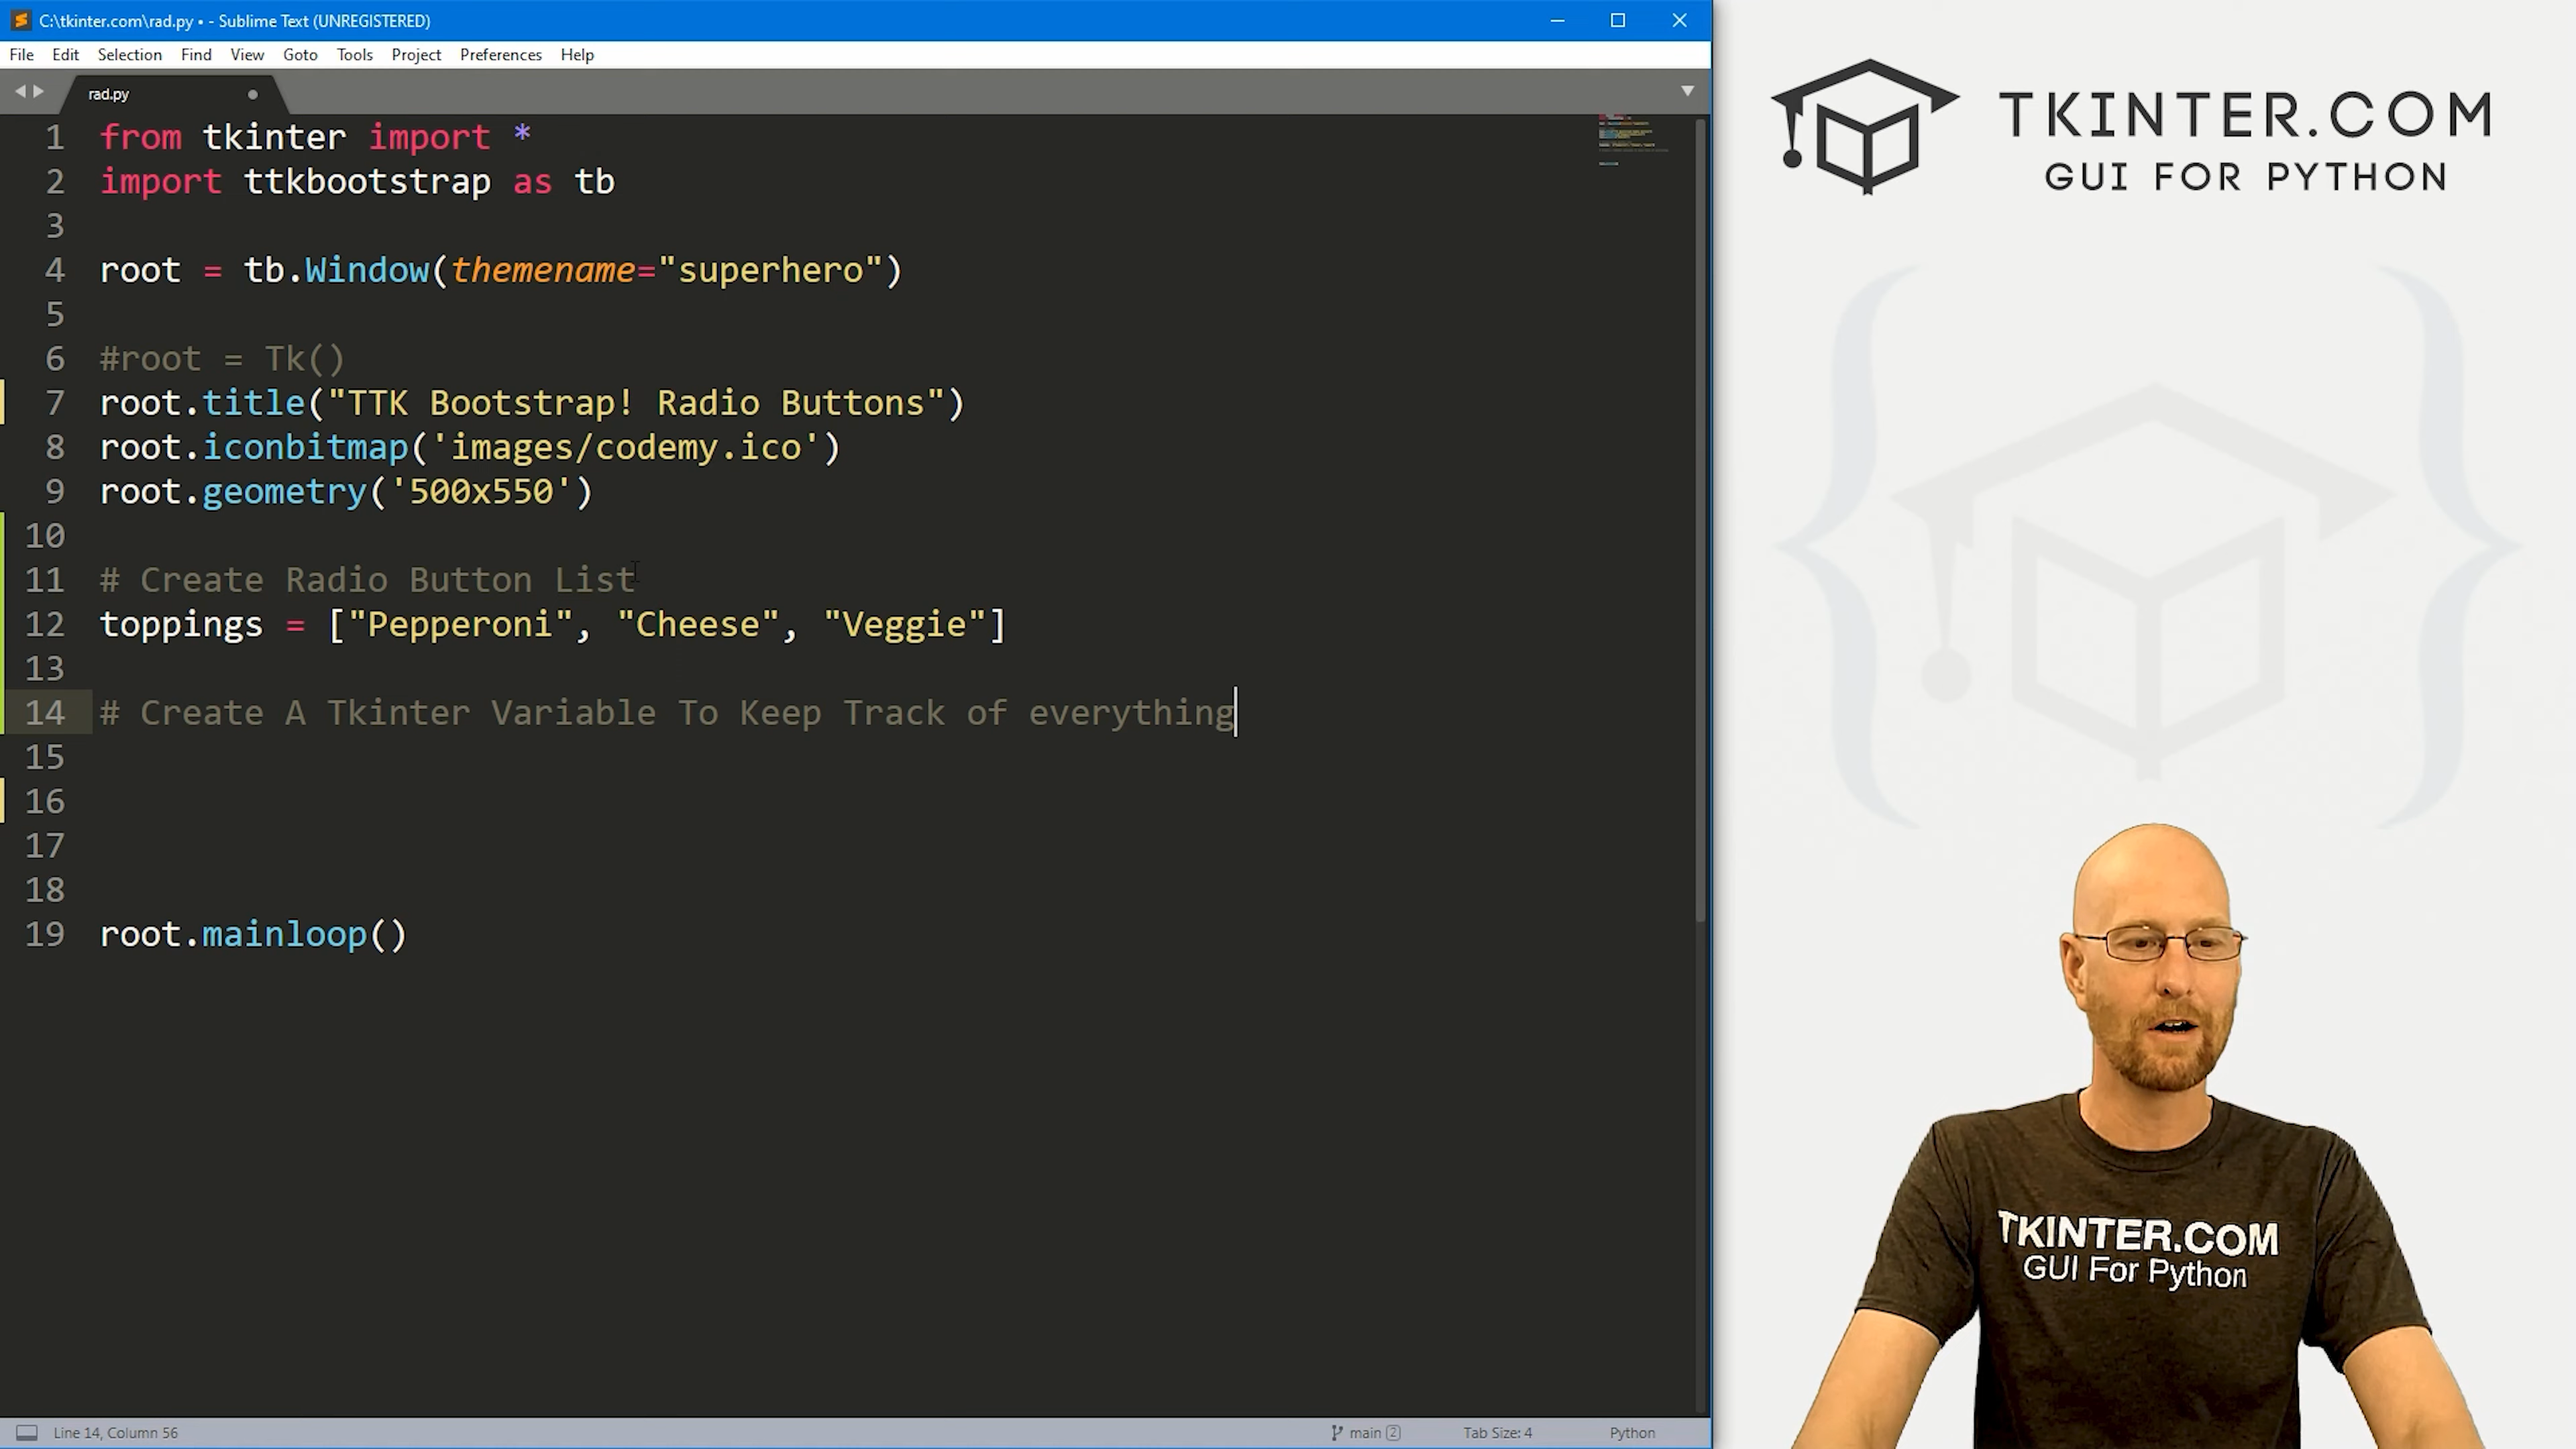 C:\tkinter.com\rad.py • - Sublime Text (UNREGISTERED)
File Edit Selection Find View Goto Tools Project Preferences Help
rad.py
1 from tkinter import *
2 import ttkbootstrap as tb
3
4 root = tb.Window(themename="superhero")
5
6 #root = Tk()
7 root.title("TTK Bootstrap! Radio Buttons")
8 root.iconbitmap('images/codemy.ico')
9 root.geometry('500x550')
10
11 # Create Radio Button List
12 toppings = ["Pepperoni", "Cheese", "Veggie"]
13
14 # Create A Tkinter Variable To Keep Track of everything
15
16
17
18
19 root.mainloop()
Line 14, Column 56
main 2
Tab Size: 4
Python
TKINTER.COM
GUI FOR PYTHON
TKINTER.COM
GUI For Python